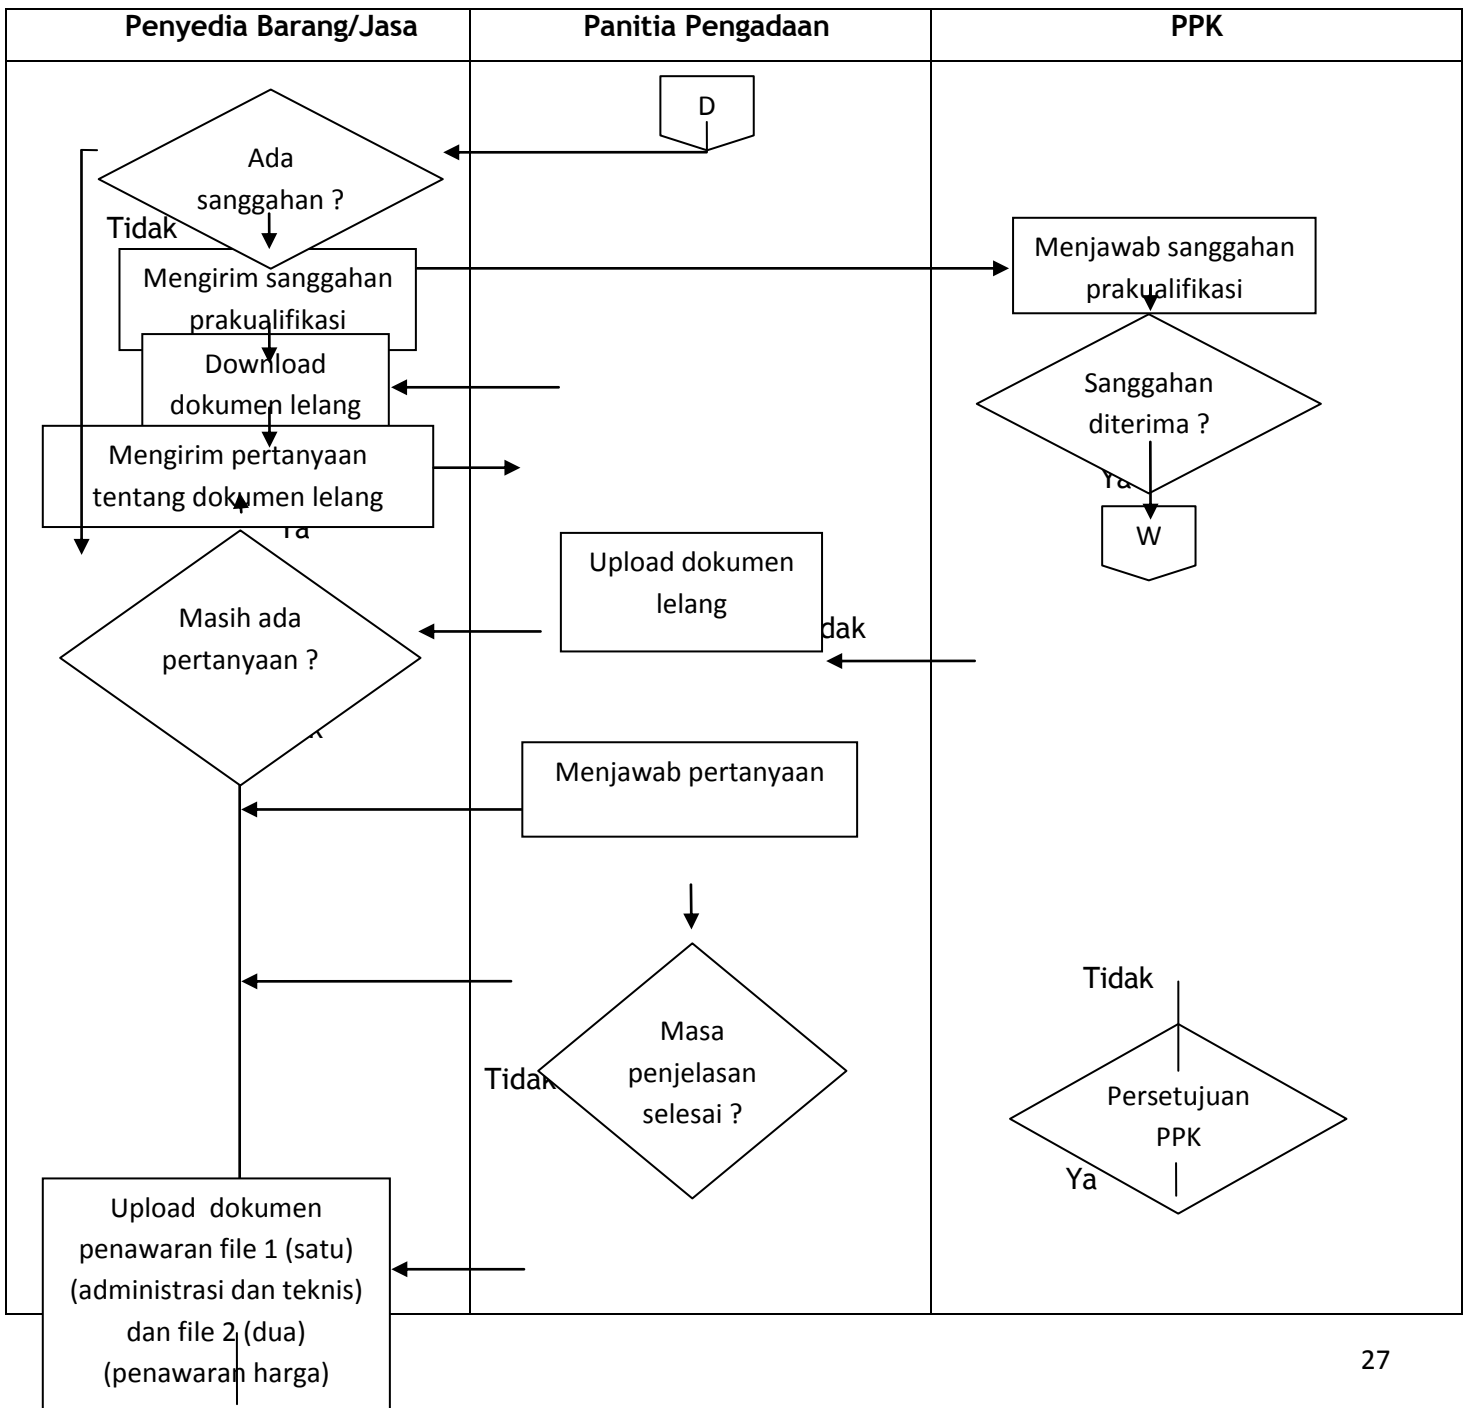 Penyedia Barang/Jasa
Panitia Pengadaan
PPK
D
Ada
sanggahan ?
Tidak
Mengirim sanggahan
prakualifikasi
Menjawab sanggahan
prakualifikasi
Download
dokumen lelang
Sanggahan
diterima ?
Mengirim pertanyaan
tentang dokumen lelang
Ya
Ya
W
Upload dokumen
lelang
dak
Masih ada
pertanyaan ?
Menjawab pertanyaan
Masa
penjelasan
selesai ?
Tidak
Tidak
Persetujuan
PPK
Ya
Upload dokumen
penawaran file 1 (satu)
(administrasi dan teknis)
dan file 2 (dua)
(penawaran harga)
27